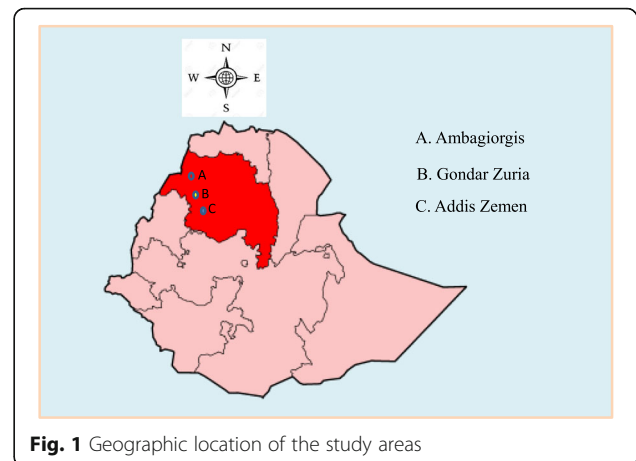 N
W E
S
A
B
C
A. Ambagiorgis
B. Gondar Zuria
C. Addis Zemen
Fig. 1 Geographic location of the study areas